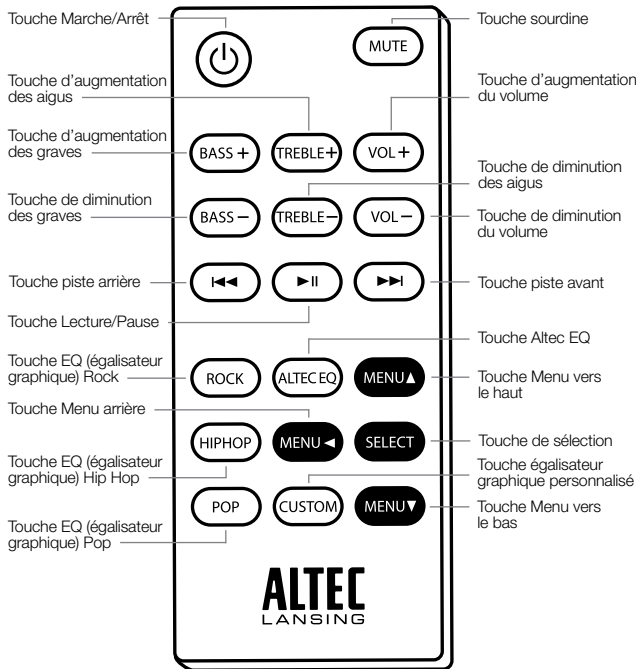 Touche Marche/Arrêt
Touche sourdine
MUTE
Touche d'augmentation
des aigus
Touche d'augmentation
du volume
Touche d'augmentation
des graves
BASS + TREBLE+ VOL +
Touche de diminution
des aigus
Touche de diminution
des graves
BASS – TREBLE– VOL –
Touche de diminution
du volume
Touche piste arrière
Touche piste avant
Touche Lecture/Pause
Touche Altec EQ
Touche EQ (égalisateur
graphique) Rock
ROCK ALTEC EQ MENU▲
Touche Menu vers
le haut
Touche Menu arrière
HIPHOP MENU◄ SELECT
Touche de sélection
Touche EQ (égalisateur
graphique) Hip Hop
Touche égalisateur
graphique personnalisé
POP CUSTOM MENU▼
Touche Menu vers
le bas
Touche EQ (égalisateur
graphique) Pop
ALTEC
LANSING